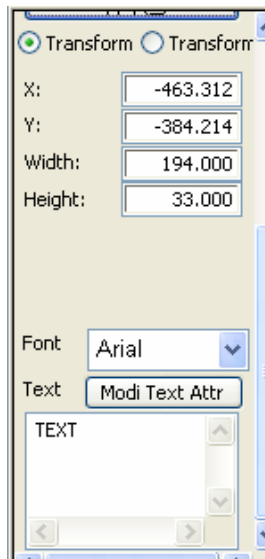 Transform Transform
X: -463.312
Y: -384.214
Width: 194.000
Height: 33.000
Font Arial
Text Modi Text Attr
TEXT